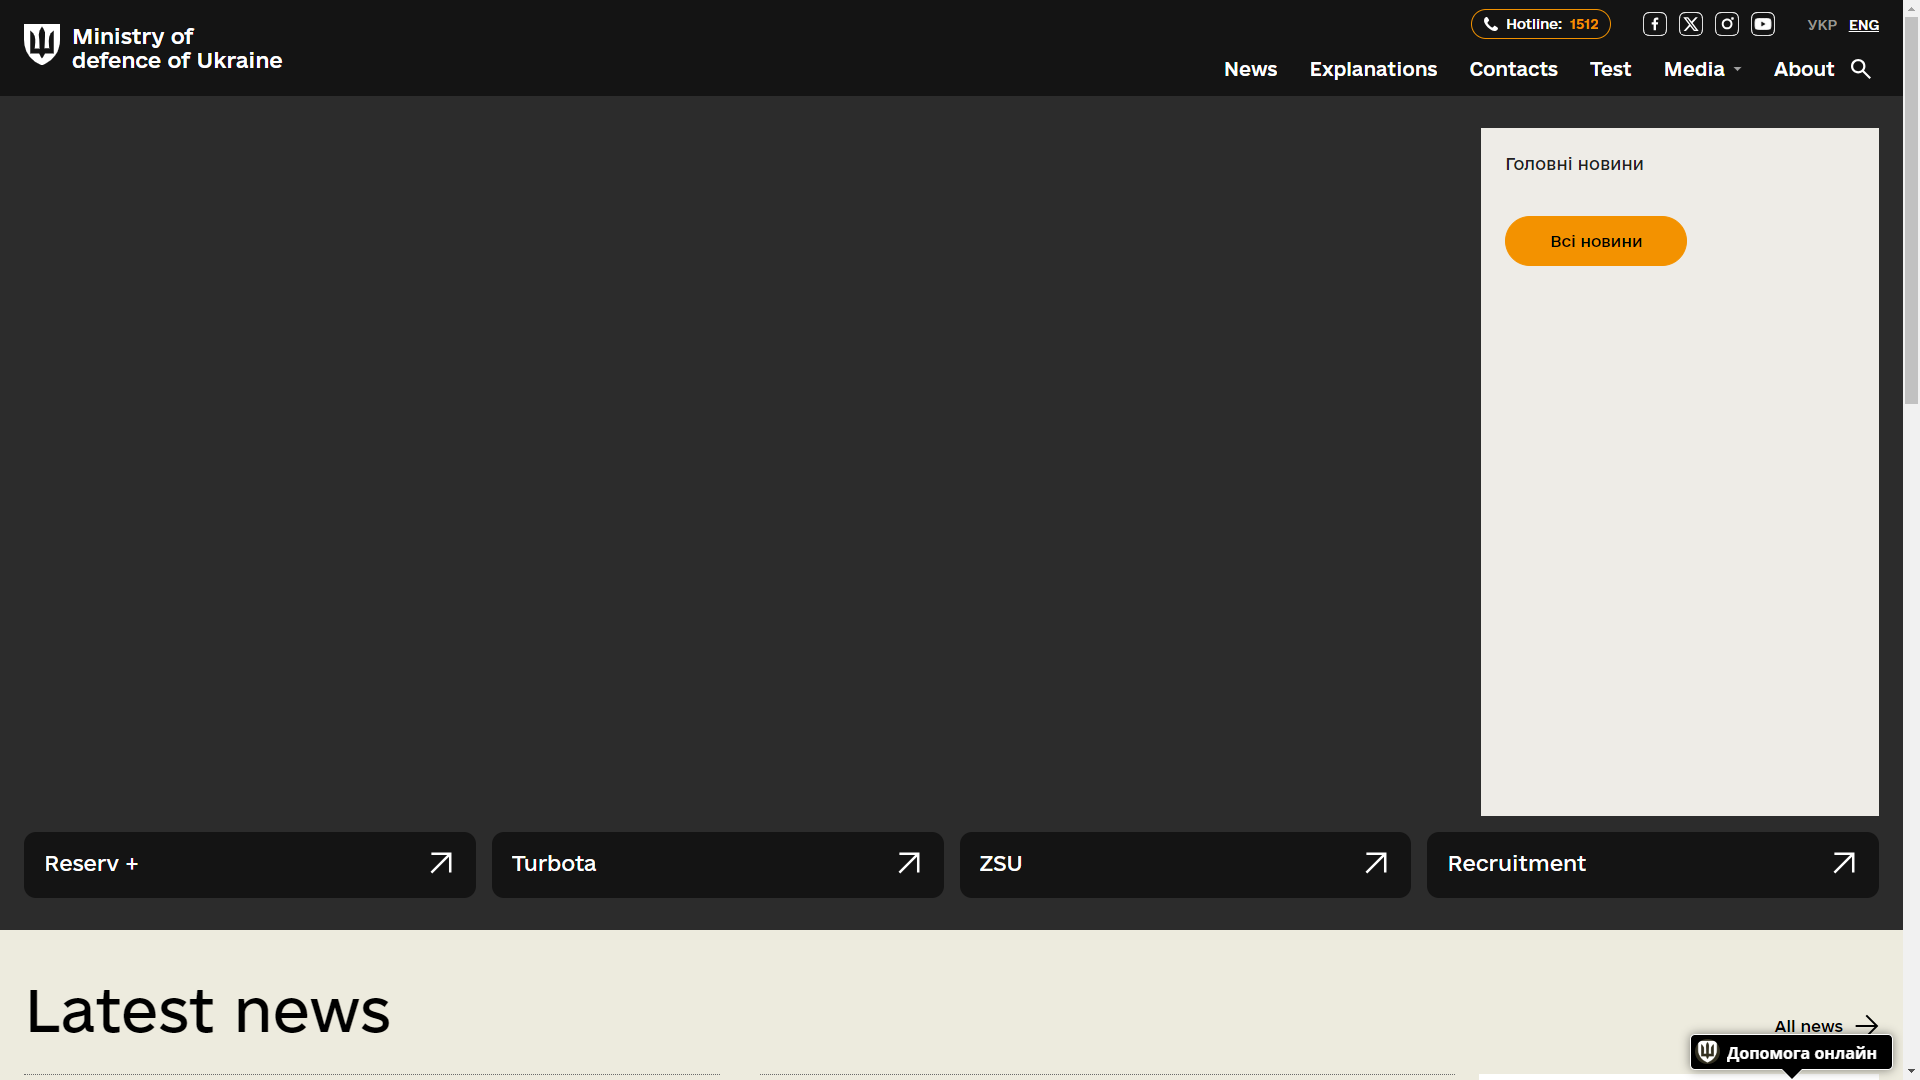 Ministry of
defence of Ukraine
Hotline: 1512
УКР ENG
News Explanations Contacts Test Media About
Головні новини
Всі новини
Reserv +
Turbota
ZSU
Recruitment
Latest news
All news
Допомога онлайн